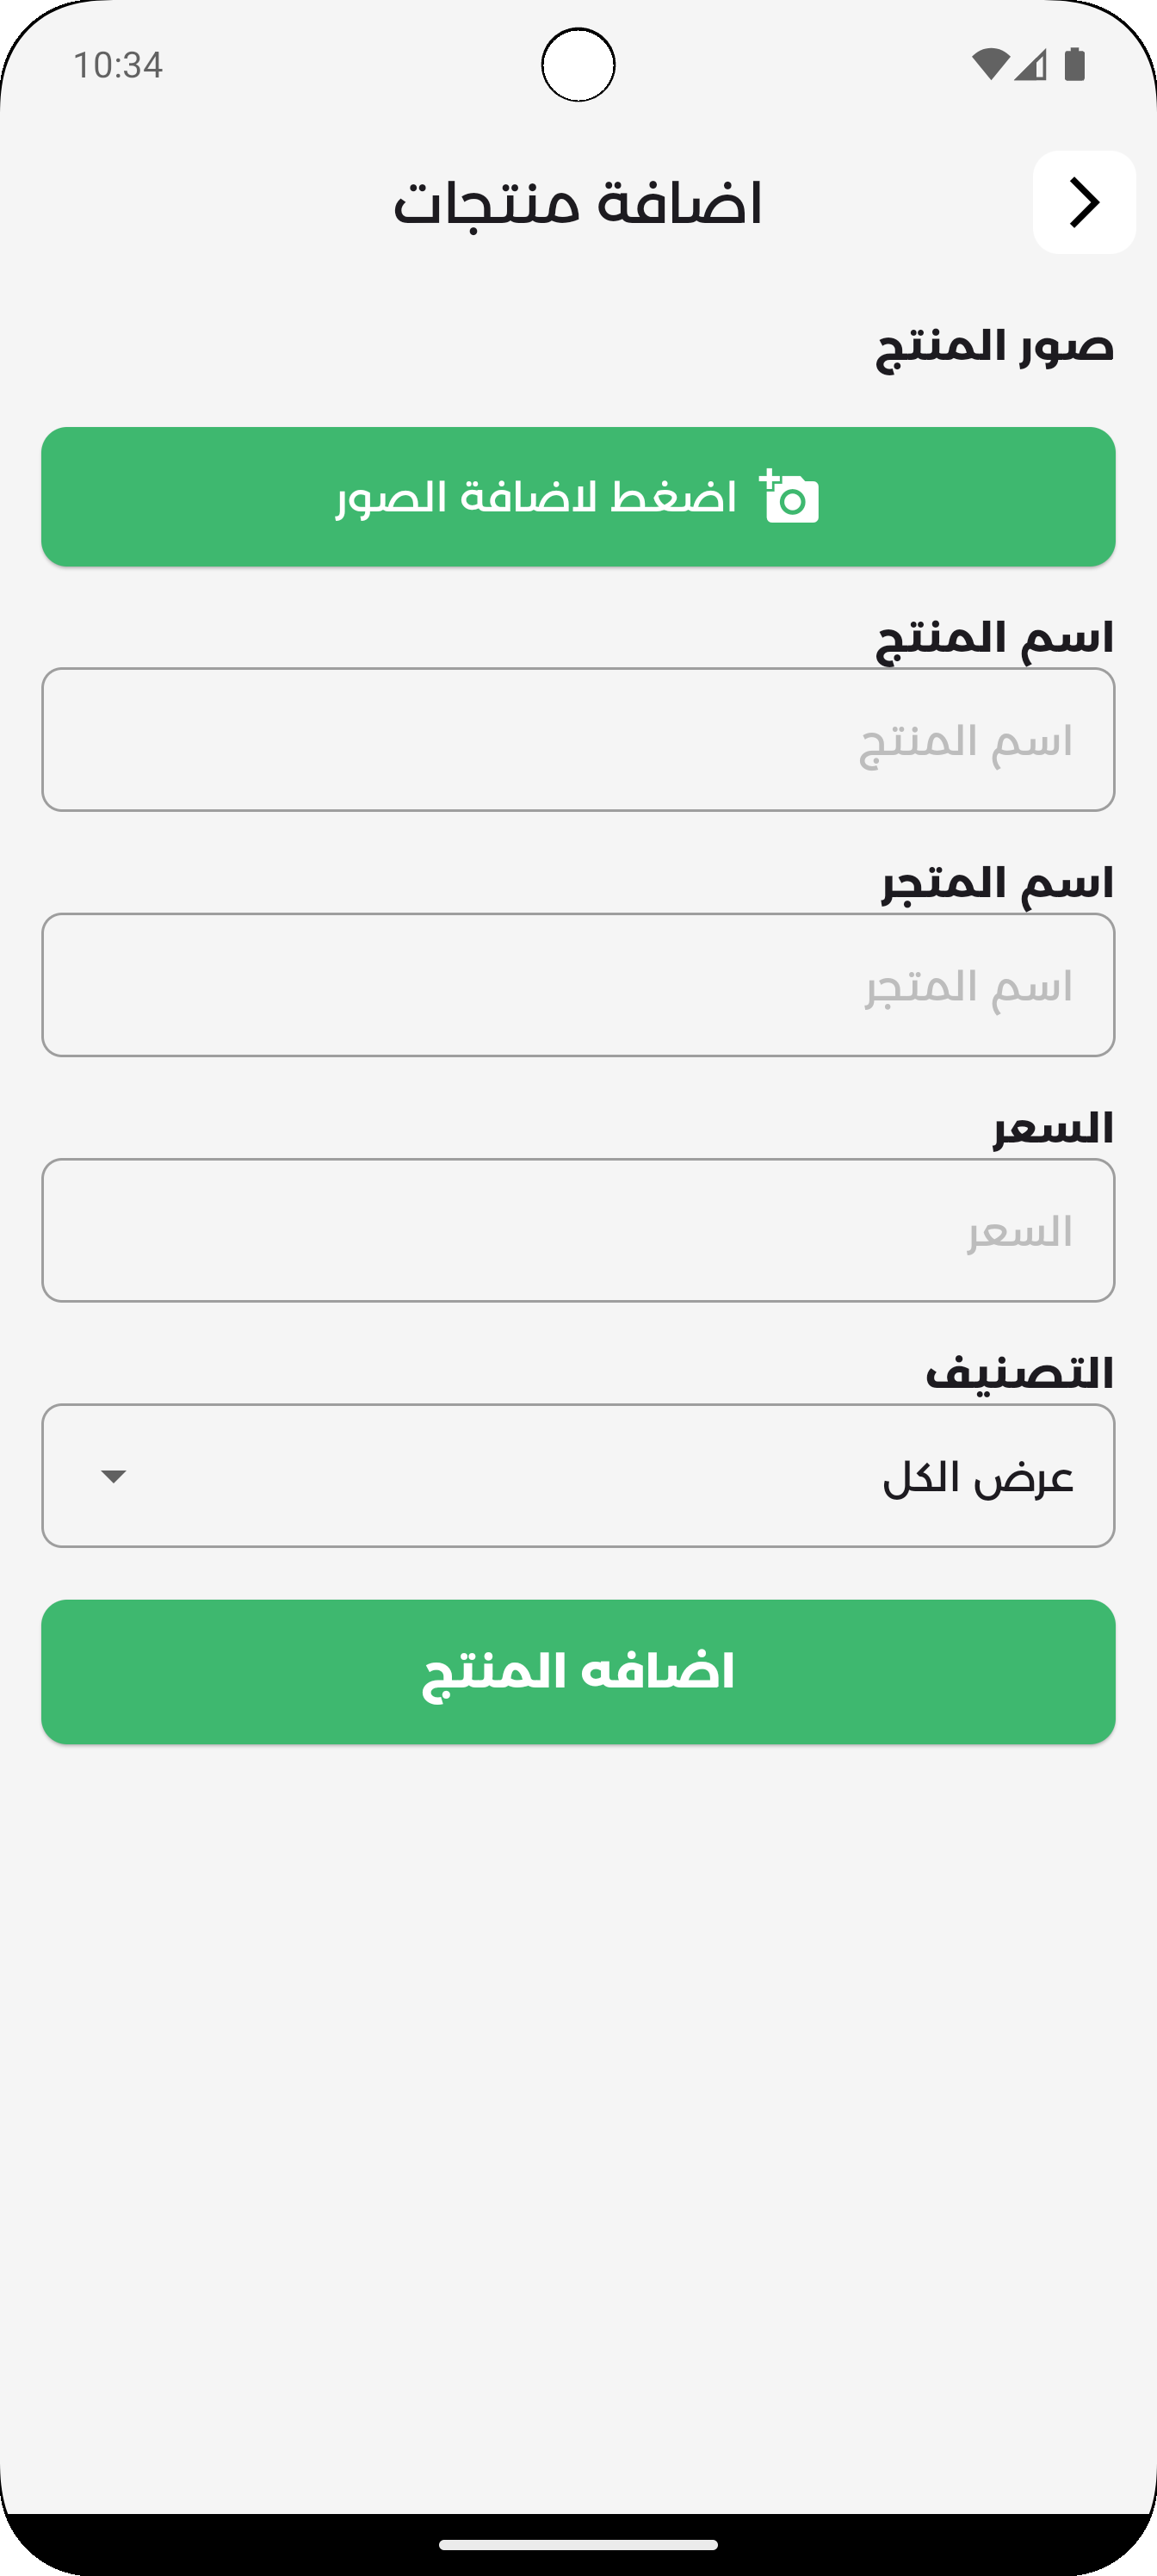 10:34
اضافة منتجات
صور المنتج
اضغط لاضافة الصور
اسم المنتج
اسم المنتج
اسم المتجر
اسم المتجر
السعر
السعر
التصنيف
عرض الكل
اضافه المنتج